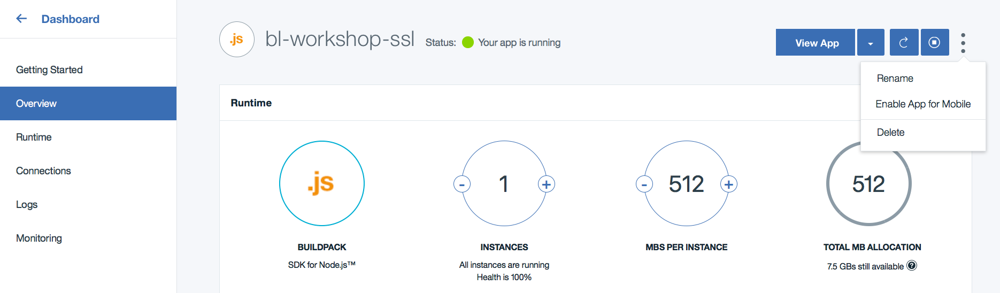 Dashboard
Getting Started
Overview
Runtime
Connections
Logs
Monitoring
.js
bl-workshop-ssl
Status: Your app is running
View App
Rename
Enable App for Mobile
Delete
Runtime
.js
BUILDPACK
SDK for Node.js™
- 1 +
INSTANCES
All instances are running
Health is 100%
- 512 +
MBS PER INSTANCE
512
TOTAL MB ALLOCATION
7.5 GBs still available ?